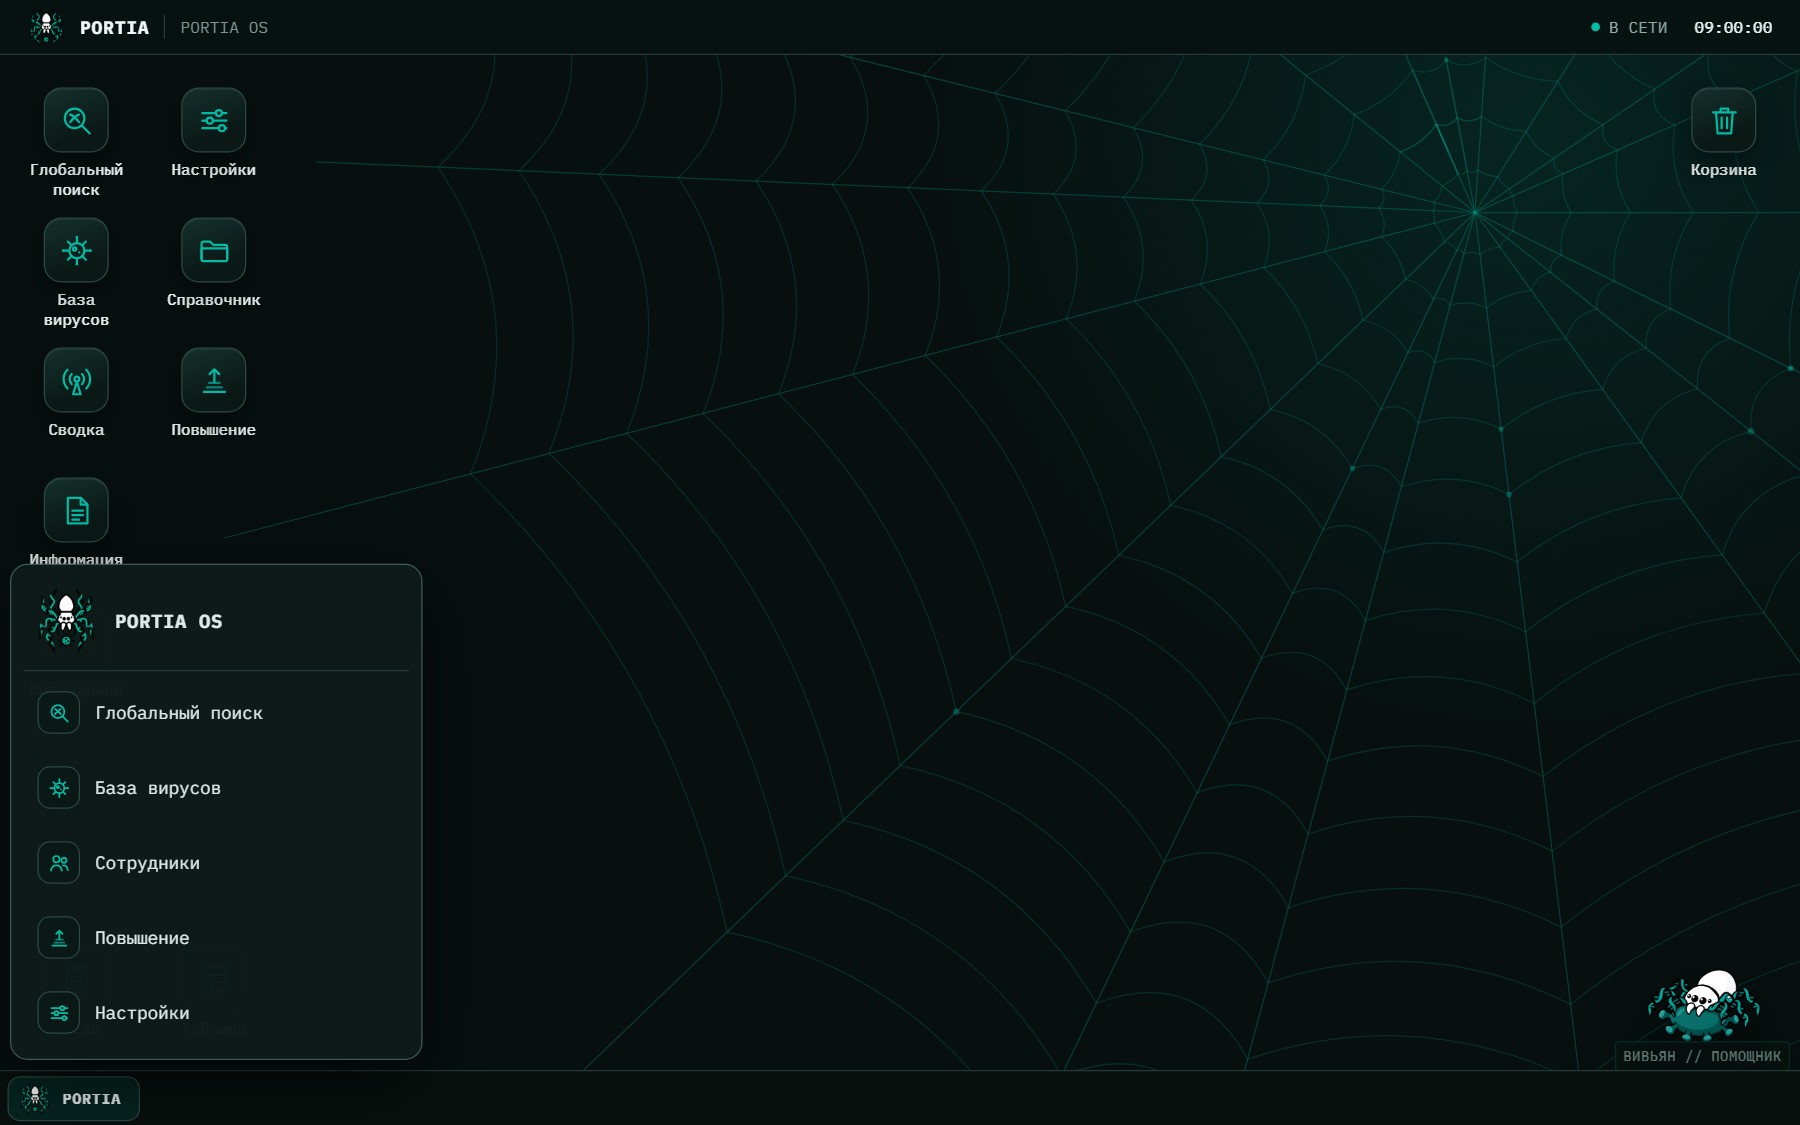 PORTIA
PORTIA OS
В СЕТИ
09:00:00
Глобальный
поиск
Настройки
Корзина
База
вирусов
Справочник
Сводка
Повышение
Информация
PORTIA OS
Глобальный поиск
База вирусов
Сотрудники
Повышение
Настройки
ВИВЬЯН // ПОМОЩНИК
PORTIA